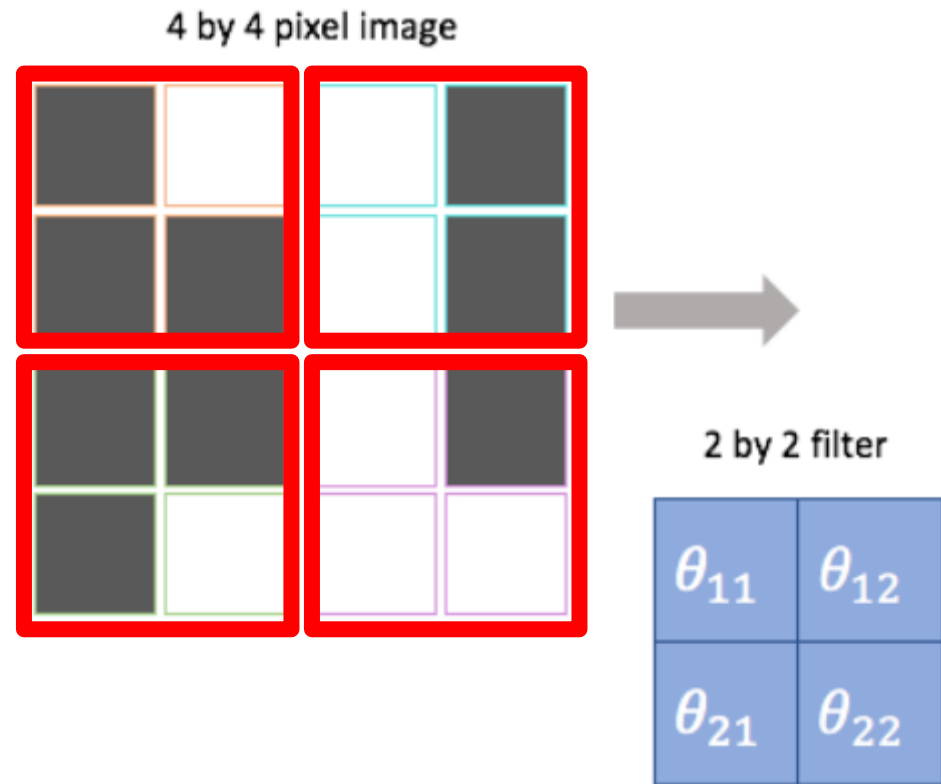 4 by 4 pixel image
2 by 2 filter
θ₁₁ θ₁₂
θ₂₁ θ₂₂